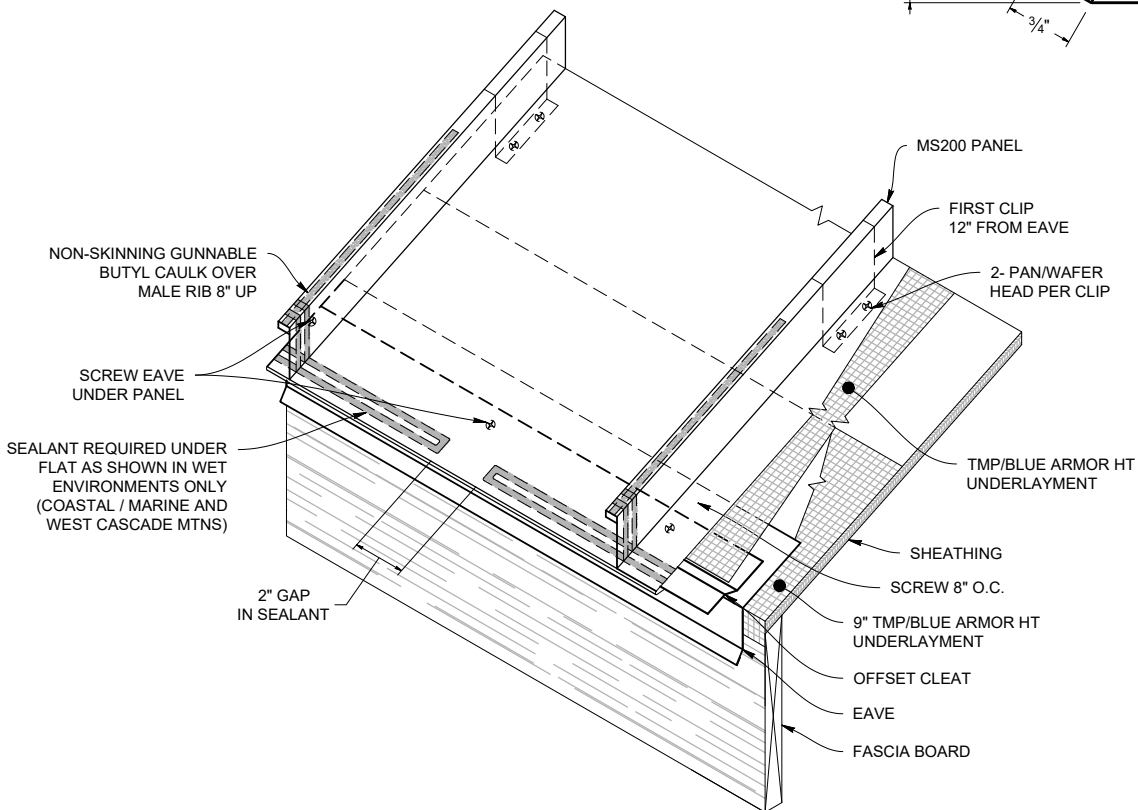 3/4"
MS200 PANEL
FIRST CLIP
12" FROM EAVE
2- PAN/WAFER
HEAD PER CLIP
NON-SKINNING GUNNABLE
BUTYL CAULK OVER
MALE RIB 8" UP
SCREW EAVE
UNDER PANEL
SEALANT REQUIRED UNDER
FLAT AS SHOWN IN WET
ENVIRONMENTS ONLY
(COASTAL / MARINE AND
WEST CASCADE MTNS)
2" GAP
IN SEALANT
TMP/BLUE ARMOR HT
UNDERLAYMENT
SHEATHING
SCREW 8" O.C.
9" TMP/BLUE ARMOR HT
UNDERLAYMENT
OFFSET CLEAT
EAVE
FASCIA BOARD